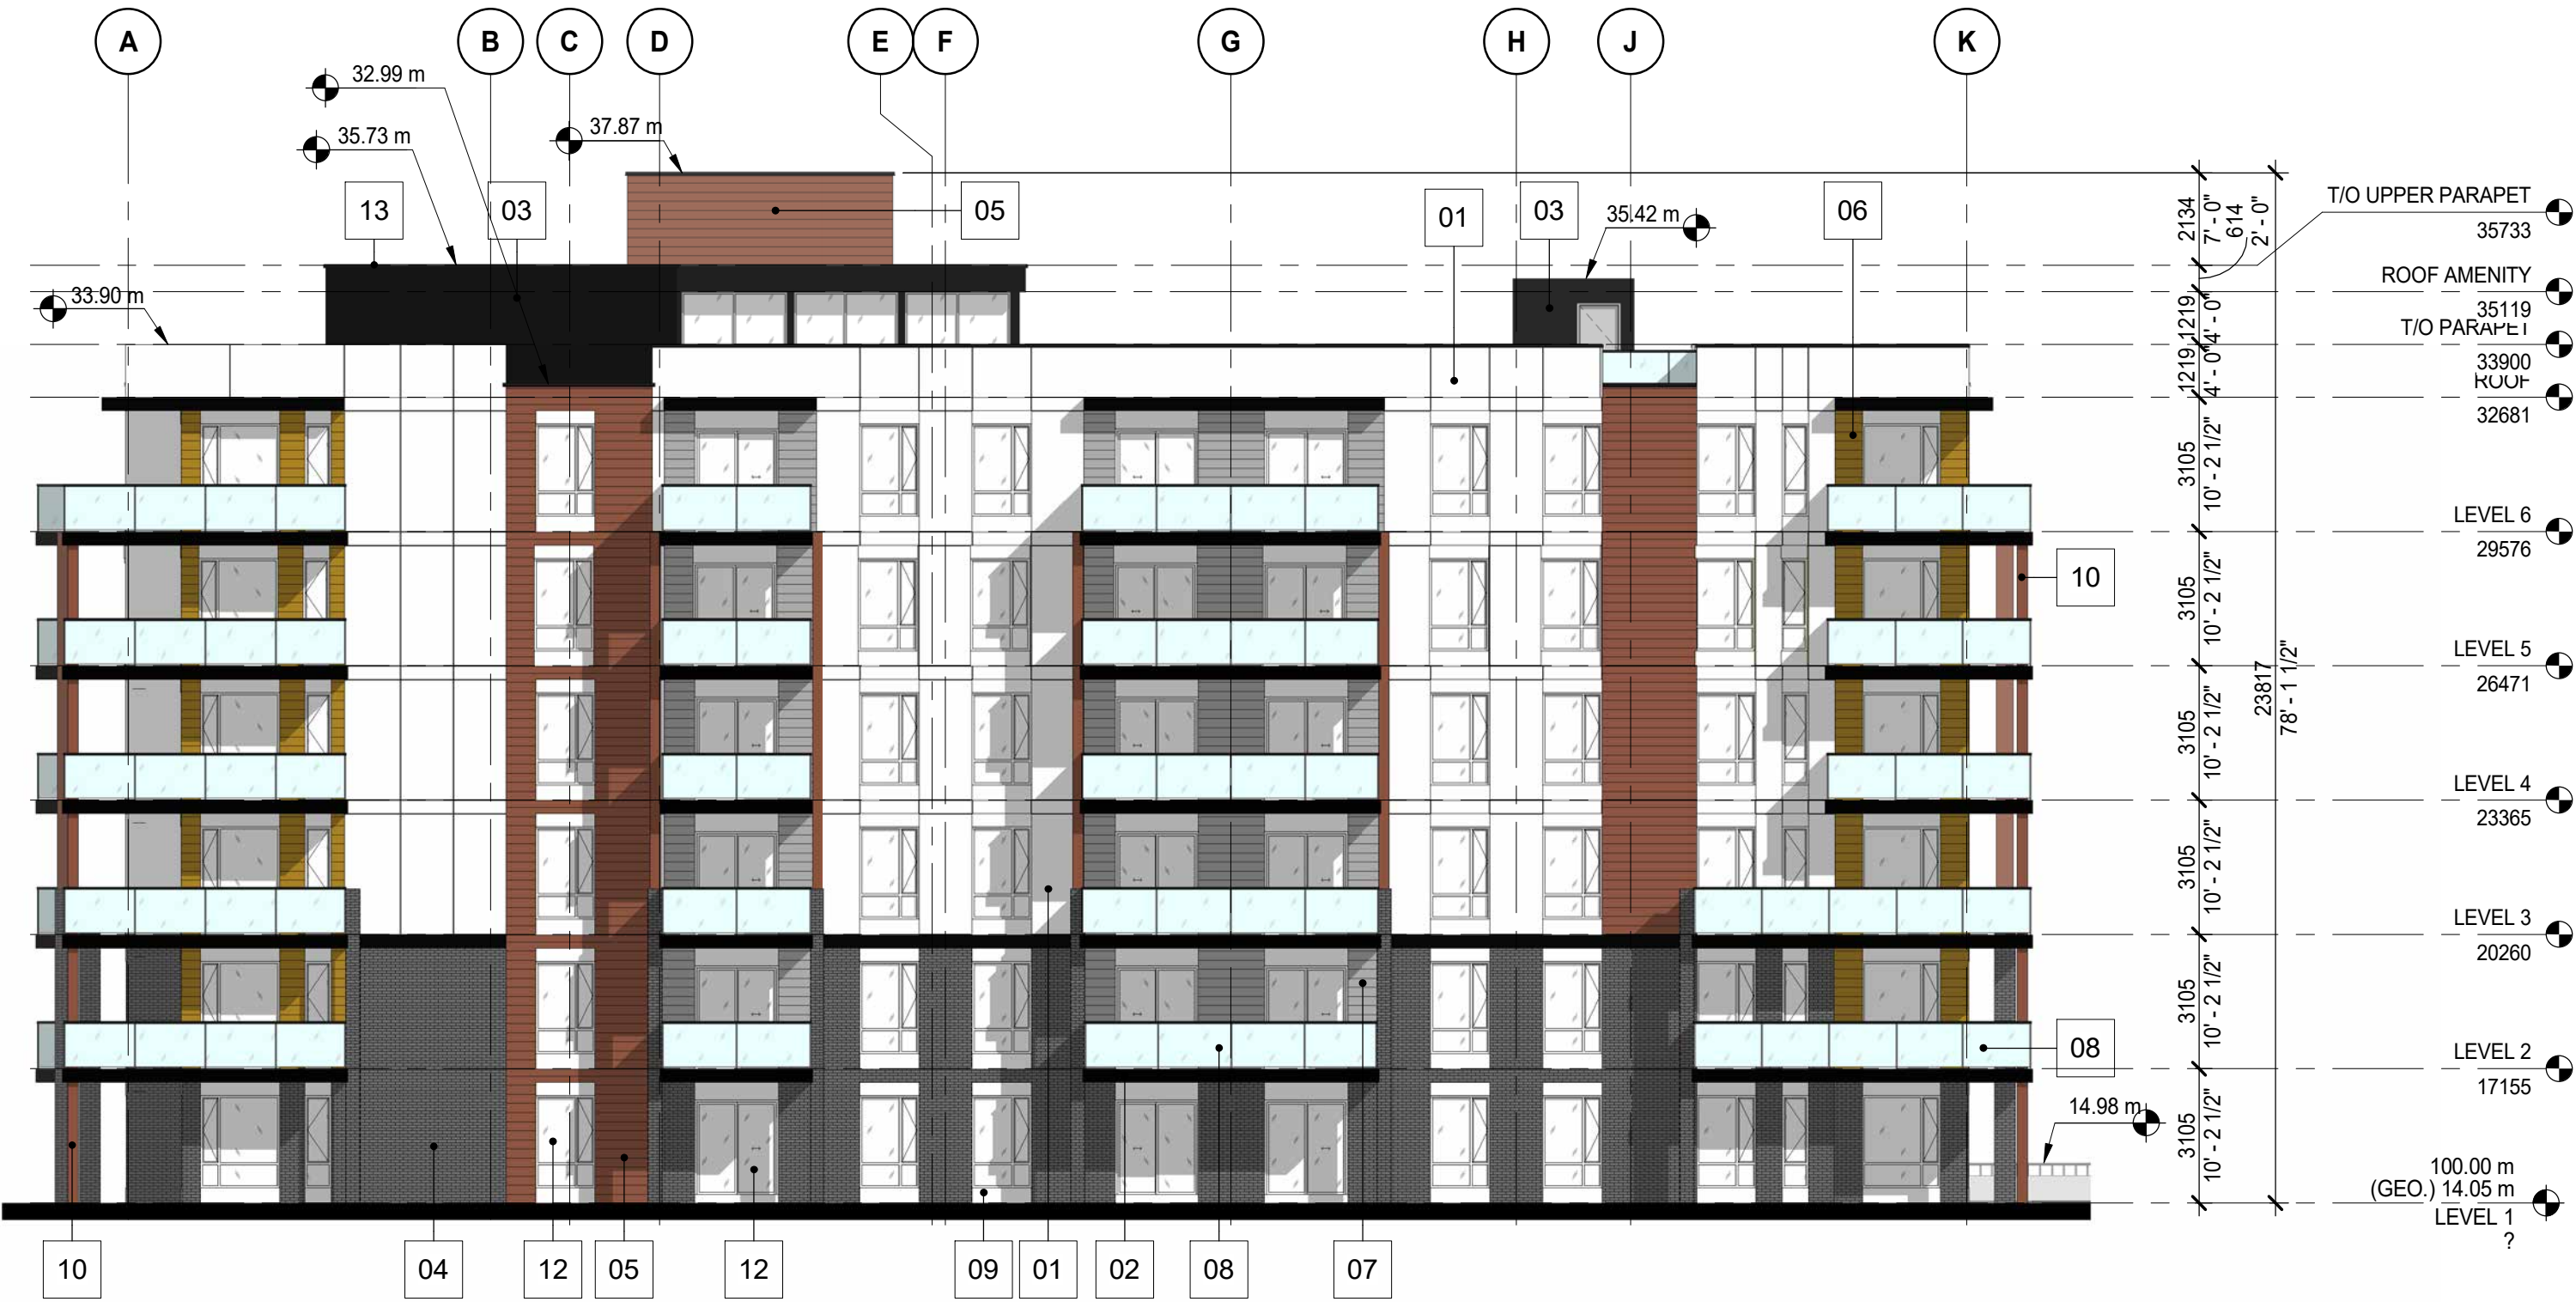 A
B
C
D
E
F
G
H
J
K
32.99 m
35.73 m
37.87 m
33.90 m
35.42 m
13
03
05
01
03
06
T/O UPPER PARAPET
35733
ROOF AMENITY
35119
T/O PARAPET
33900
ROOF
32681
LEVEL 6
29576
LEVEL 5
26471
LEVEL 4
23365
LEVEL 3
20260
LEVEL 2
17155
100.00 m
(GEO.) 14.05 m
LEVEL 1
?
2134
7' - 0"
614
2' - 0"
1219
4' - 0"
1219
4' - 0"
3105
10' - 2 1/2"
3105
10' - 2 1/2"
3105
10' - 2 1/2"
3105
10' - 2 1/2"
3105
10' - 2 1/2"
3105
10' - 2 1/2"
23817
78' - 1 1/2"
10
08
14.98 m
10
04
12
05
12
09
01
02
08
07